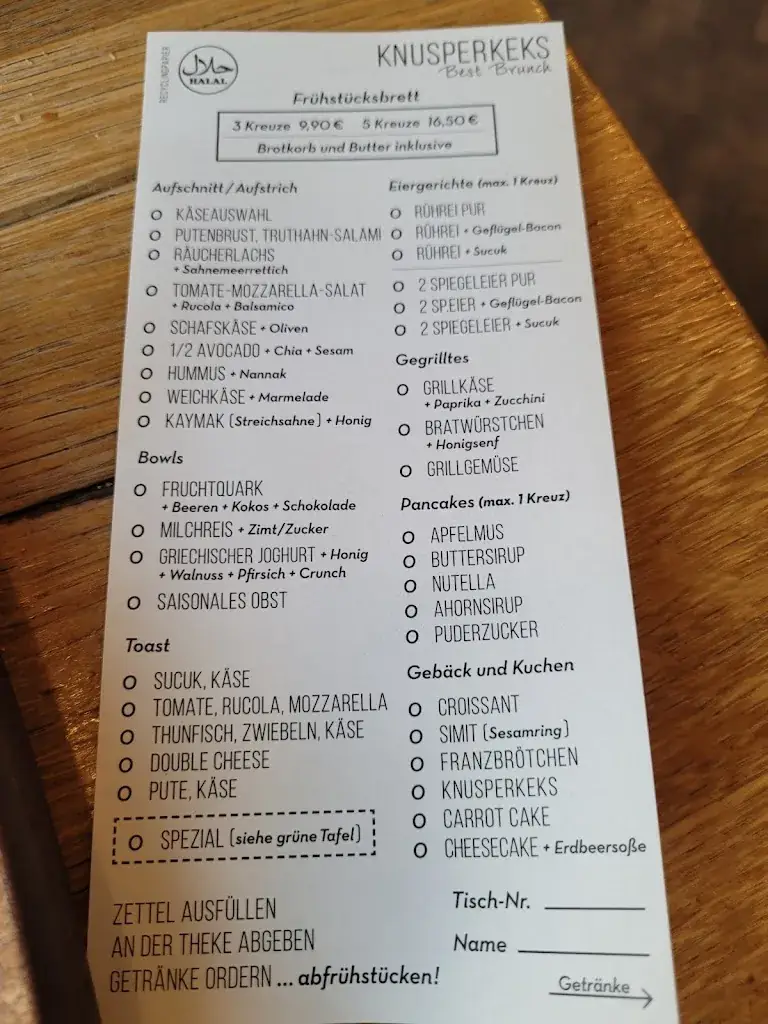 RECYCLINGPAPIER
حلال
HALAL
KNUSPERKEKS
Best Brunch
Frühstücksbrett
3 Kreuze 9,90 € 5 Kreuze 16,50 €
Brotkorb und Butter inklusive
Aufschnitt / Aufstrich
O KÄSEAUSWAHL
O PUTENBRUST, TRUTHAHN-SALAMI
O RÄUCHERLACHS
+ Sahnemeerrettich
O TOMATE-MOZZARELLA-SALAT
+ Rucola + Balsamico
O SCHAFSKÄSE + Oliven
O 1/2 AVOCADO + Chia + Sesam
O HUMMUS + Nannak
O WEICHKÄSE + Marmelade
O KAYMAK (Streichsahne) + Honig
Bowls
O FRUCHTQUARK
+ Beeren + Kokos + Schokolade
O MILCHREIS + Zimt/Zucker
O GRIECHISCHER JOGHURT + Honig
+ Walnuss + Pfirsich + Crunch
O SAISONALES OBST
Toast
O SUCUK, KÄSE
O TOMATE, RUCOLA, MOZZARELLA
O THUNFISCH, ZWIEBELN, KÄSE
O DOUBLE CHEESE
O PUTE, KÄSE
O SPEZIAL (siehe grüne Tafel)
Eiergerichte (max. 1 Kreuz)
O RÜHREI PUR
O RÜHREI + Geflügel-Bacon
O RÜHREI + Sucuk
O 2 SPIEGELEIER PUR
O 2 SP.EIER + Geflügel-Bacon
O 2 SPIEGELEIER + Sucuk
Gegrilltes
O GRILLKÄSE
+ Paprika + Zucchini
O BRATWÜRSTCHEN
+ Honigsenf
O GRILLGEMÜSE
Pancakes (max. 1 Kreuz)
O APFELMUS
O BUTTERSIRUP
O NUTELLA
O AHORNSIRUP
O PUDERZUCKER
Gebäck und Kuchen
O CROISSANT
O SIMIT (Sesamring)
O FRANZBRÖTCHEN
O KNUSPERKEKS
O CARROT CAKE
O CHEESECAKE + Erdbeersoße
ZETTEL AUSFÜLLEN
AN DER THEKE ABGEBEN
GETRÄNKE ORDERN ... abfrühstücken!
Tisch-Nr.
Name
Getränke